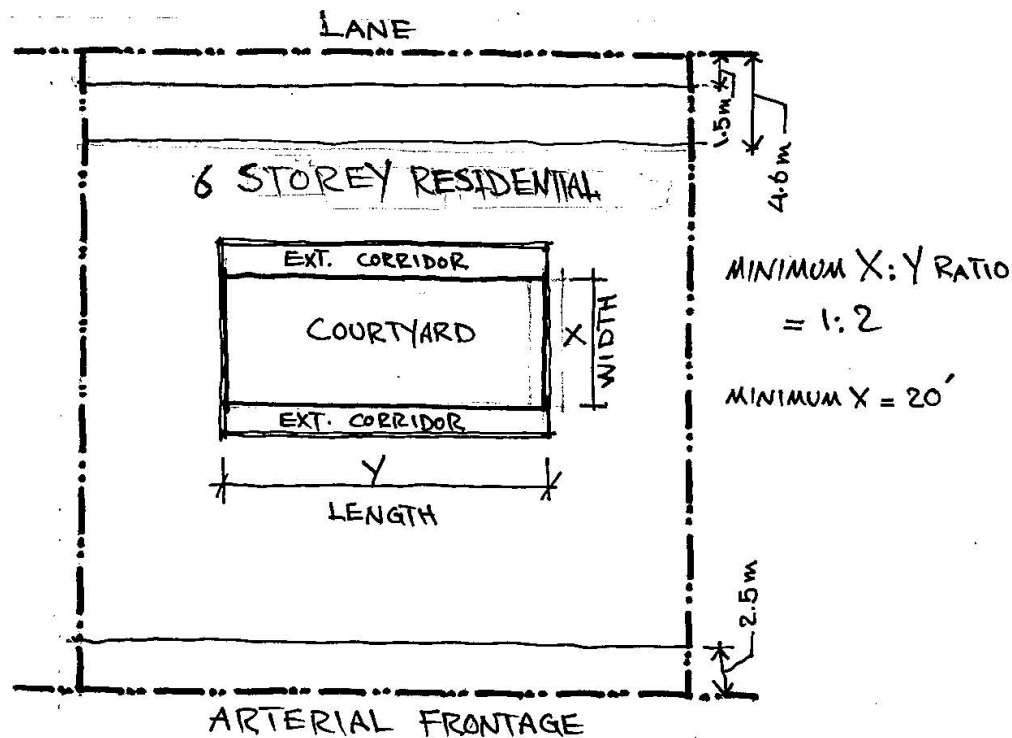 LANE
1.5m
4.6m
6 STOREY RESIDENTIAL
EXT. CORRIDOR
MINIMUM X:Y RATIO
= 1:2
COURTYARD
X
WIDTH
MINIMUM X = 20'
EXT. CORRIDOR
Y
LENGTH
2.5m
ARTERIAL FRONTAGE